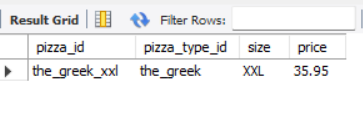 Result Grid Filter Rows:
pizza_id pizza_type_id size price
the_greek_xxl the_greek XXL 35.95